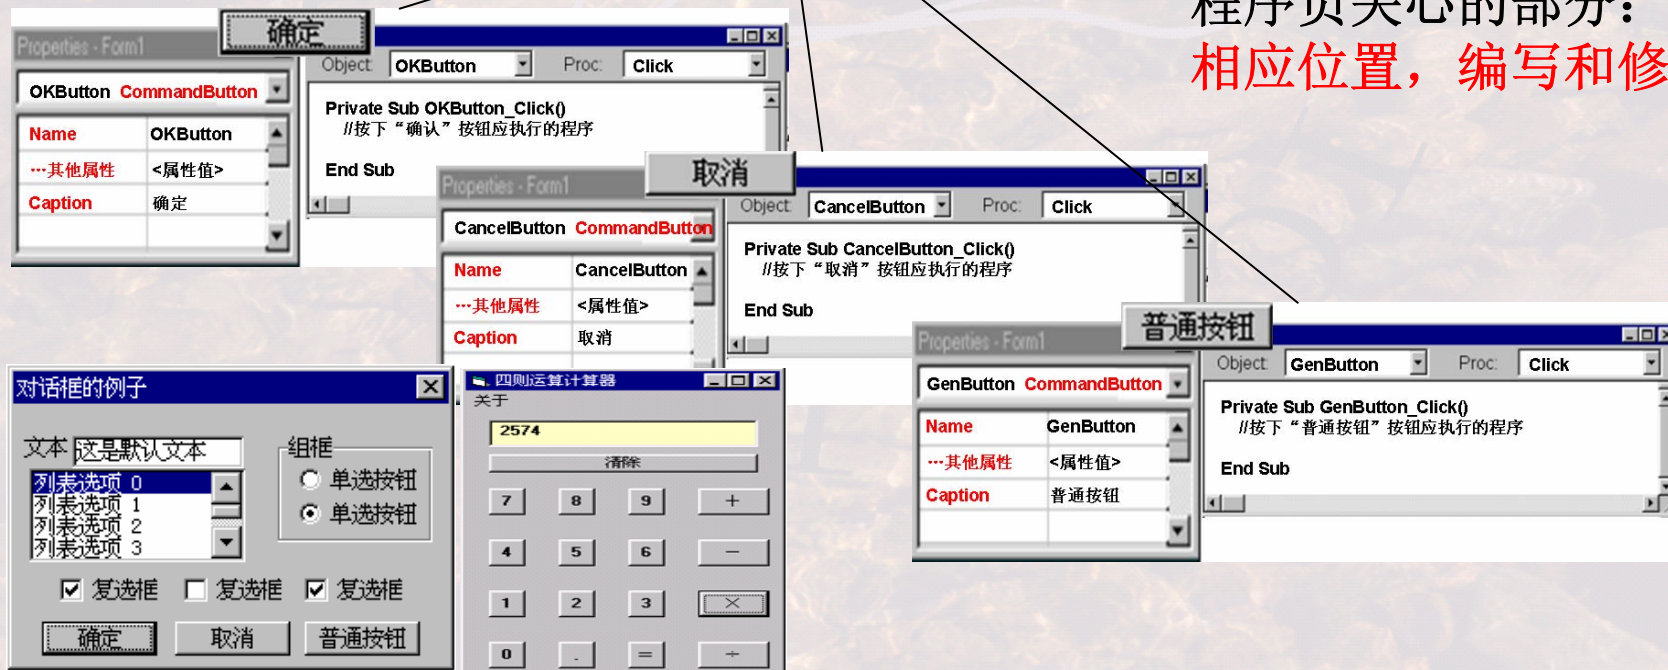 程序员关心的部分：
相应位置，编写和修
确定
Properties - Form1
OKButton CommandButton
Name OKButton
…其他属性 <属性值>
Caption 确定
Object: OKButton Proc: Click
Private Sub OKButton_Click()
//按下“确认”按钮应执行的程序
End Sub
取消
Properties - Form1
CancelButton CommandButton
Name CancelButton
…其他属性 <属性值>
Caption 取消
Object: CancelButton Proc: Click
Private Sub CancelButton_Click()
//按下“取消”按钮应执行的程序
End Sub
普通按钮
Properties - Form1
GenButton CommandButton
Name GenButton
…其他属性 <属性值>
Caption 普通按钮
Object: GenButton Proc: Click
Private Sub GenButton_Click()
//按下“普通按钮”按钮应执行的程序
End Sub
对话框的例子
文本 这是默认文本
列表选项 0
列表选项 1
列表选项 2
列表选项 3
组框
单选按钮
单选按钮
复选框 复选框 复选框
确定 取消 普通按钮
四则运算计算器
关于
2574
清除
7 8 9 +
4 5 6 -
1 2 3 ×
0 . = ÷